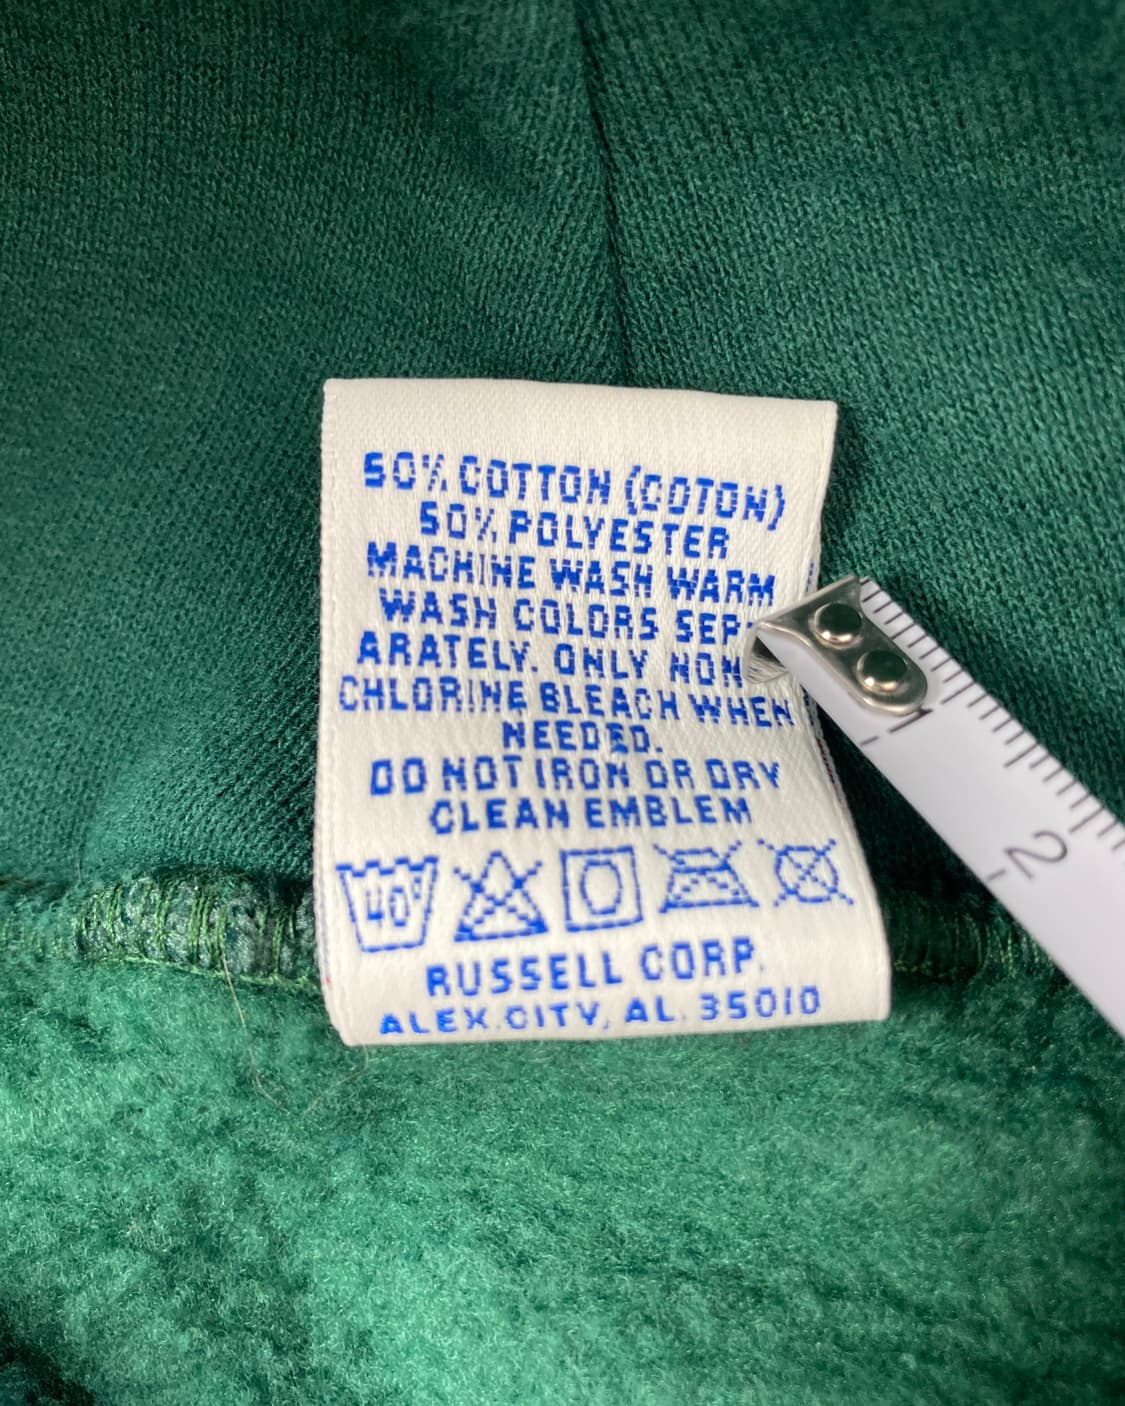 50% COTTON (COTON)
50% POLYESTER
MACHINE WASH WARM
WASH COLORS SEP
ARATELY. ONLY NON
CHLORINE BLEACH WHEN
NEEDED.
DO NOT IRON OR DRY
CLEAN EMBLEM
40°
RUSSELL CORP.
ALEX.CITY, AL. 35010
1
2